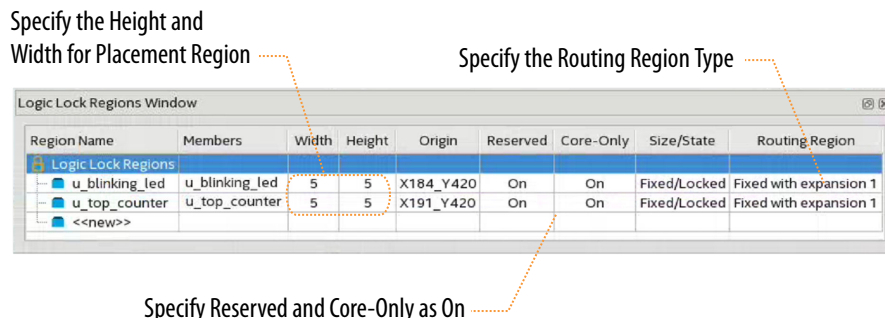 Specify the Height and
Width for Placement Region
Specify the Routing Region Type
Logic Lock Regions Window
Region Name Members Width Height Origin Reserved Core-Only Size/State Routing Region
Logic Lock Regions
u_blinking_led u_blinking_led 5 5 X184_Y420 On On Fixed/Locked Fixed with expansion 1
u_top_counter u_top_counter 5 5 X191_Y420 On On Fixed/Locked Fixed with expansion 1
<<new>>
Specify Reserved and Core-Only as On